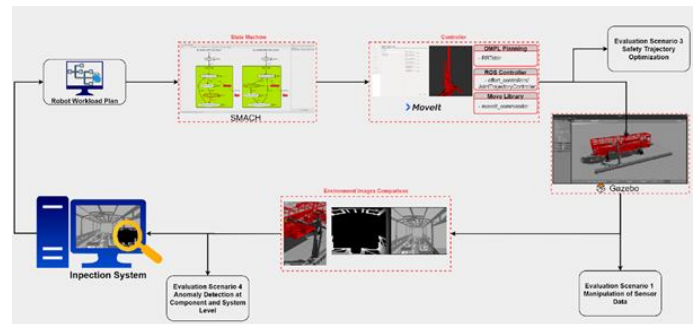 State Machine
Controller
Robot Workload Plan
SMACH
MoveIt
OMPL Planning
- RRTstar
ROS Controller
- effort_controllers/
JointTrajectoryController
Move Library
- moveit_commander
Evaluation Scenario 3
Safety Trajectory
Optimization
Gazebo
Environment Images Comparison
Inpection System
Evaluation Scenario 4
Anomaly Detection at
Component and System
Level
Evaluation Scenario 1
Manipulation of Sensor
Data